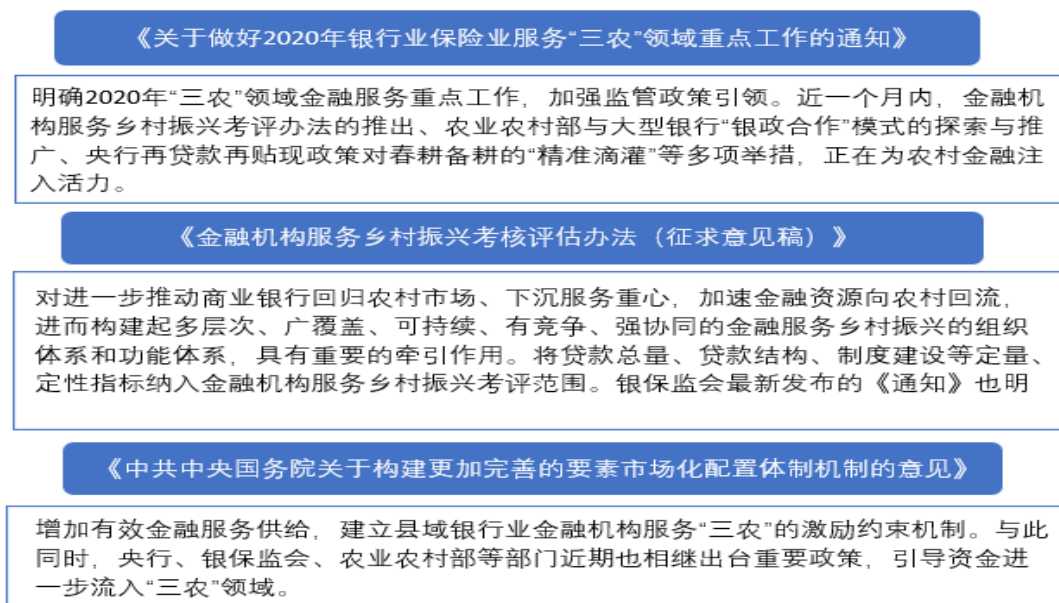 《关于做好2020年银行业保险业服务“三农”领域重点工作的通知》
明确2020年“三农”领域金融服务重点工作，加强监管政策引领。近一个月内，金融机
构服务乡村振兴考评办法的推出、农业农村部与大型银行“银政合作”模式的探索与推
广、央行再贷款再贴现政策对春耕备耕的“精准滴灌”等多项举措，正在为农村金融注
入活力。
《金融机构服务乡村振兴考核评估办法（征求意见稿）》
对进一步推动商业银行回归农村市场、下沉服务重心，加速金融资源向农村回流，
进而构建起多层次、广覆盖、可持续、有竞争、强协同的金融服务乡村振兴的组织
体系和功能体系，具有重要的牵引作用。将贷款总量、贷款结构、制度建设等定量、
定性指标纳入金融机构服务乡村振兴考评范围。银保监会最新发布的《通知》也明
《中共中央国务院关于构建更加完善的要素市场化配置体制机制的意见》
增加有效金融服务供给，建立县域银行业金融机构服务“三农”的激励约束机制。与此
同时，央行、银保监会、农业农村部等部门近期也相继出台重要政策，引导资金进
一步流入“三农”领域。